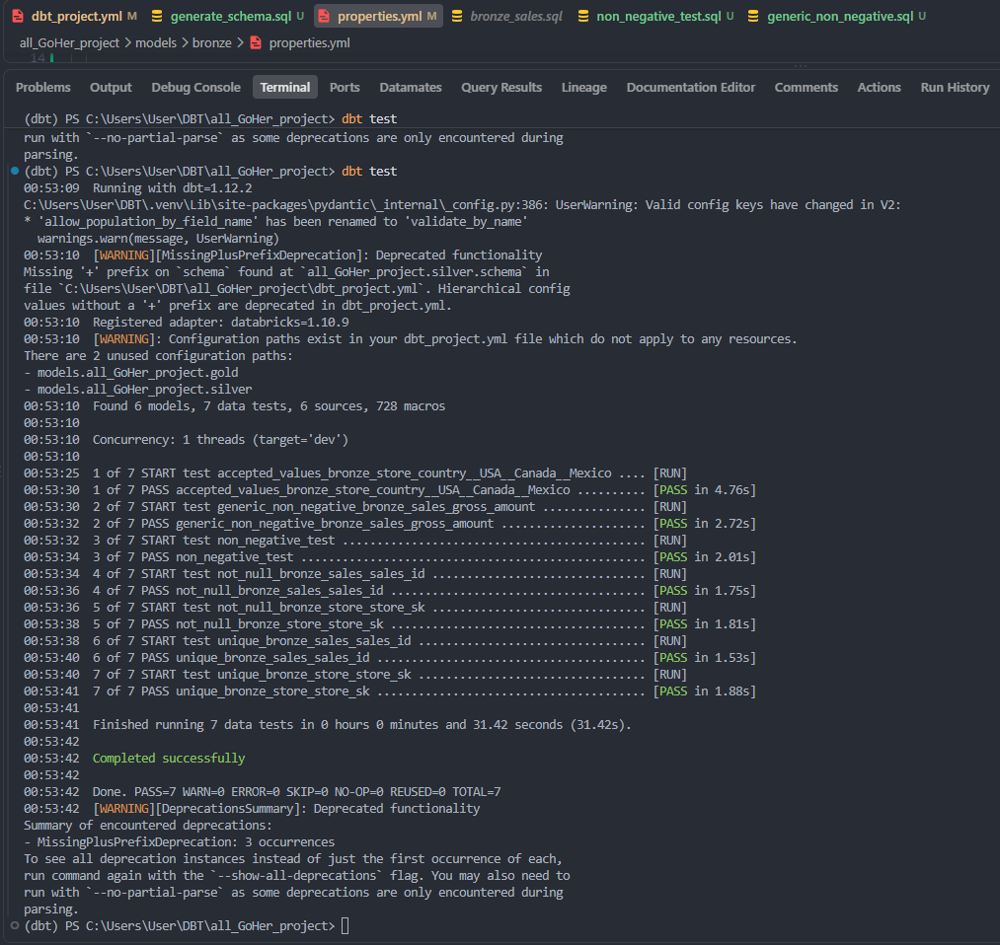 dbt_project.yml M generate_schema.sql U properties.yml M bronze_sales.sql non_negative_test.sql U generic_non_negative.sql U
all_GoHer_project > models > bronze > properties.yml
14
Problems Output Debug Console Terminal Ports Datamates Query Results Lineage Documentation Editor Comments Actions Run History
(dbt) PS C:\Users\User\DBT\all_GoHer_project> dbt test
run with `--no-partial-parse` as some deprecations are only encountered during
parsing.
(dbt) PS C:\Users\User\DBT\all_GoHer_project> dbt test
00:53:09  Running with dbt=1.12.2
C:\Users\User\DBT\.venv\Lib\site-packages\pydantic\_internal\_config.py:386: UserWarning: Valid config keys have changed in V2:
* 'allow_population_by_field_name' has been renamed to 'validate_by_name'
  warnings.warn(message, UserWarning)
00:53:10  [WARNING][MissingPlusPrefixDeprecation]: Deprecated functionality
Missing '+' prefix on `schema` found at `all_GoHer_project.silver.schema` in
file `C:\Users\User\DBT\all_GoHer_project\dbt_project.yml`. Hierarchical config
values without a '+' prefix are deprecated in dbt_project.yml.
00:53:10  Registered adapter: databricks=1.10.9
00:53:10  [WARNING]: Configuration paths exist in your dbt_project.yml file which do not apply to any resources.
There are 2 unused configuration paths:
- models.all_GoHer_project.gold
- models.all_GoHer_project.silver
00:53:10  Found 6 models, 7 data tests, 6 sources, 728 macros
00:53:10
00:53:10  Concurrency: 1 threads (target='dev')
00:53:10
00:53:25  1 of 7 START test accepted_values_bronze_store_country__USA__Canada__Mexico .... [RUN]
00:53:30  1 of 7 PASS accepted_values_bronze_store_country__USA__Canada__Mexico .......... [PASS in 4.76s]
00:53:30  2 of 7 START test generic_non_negative_bronze_sales_gross_amount ............... [RUN]
00:53:32  2 of 7 PASS generic_non_negative_bronze_sales_gross_amount ..................... [PASS in 2.72s]
00:53:32  3 of 7 START test non_negative_test ............................................ [RUN]
00:53:34  3 of 7 PASS non_negative_test .................................................. [PASS in 2.01s]
00:53:34  4 of 7 START test not_null_bronze_sales_sales_id ............................... [RUN]
00:53:36  4 of 7 PASS not_null_bronze_sales_sales_id ..................................... [PASS in 1.75s]
00:53:36  5 of 7 START test not_null_bronze_store_store_sk ............................... [RUN]
00:53:38  5 of 7 PASS not_null_bronze_store_store_sk ..................................... [PASS in 1.81s]
00:53:38  6 of 7 START test unique_bronze_sales_sales_id ................................. [RUN]
00:53:40  6 of 7 PASS unique_bronze_sales_sales_id ....................................... [PASS in 1.53s]
00:53:40  7 of 7 START test unique_bronze_store_store_sk ................................. [RUN]
00:53:41  7 of 7 PASS unique_bronze_store_store_sk ....................................... [PASS in 1.88s]
00:53:41
00:53:41  Finished running 7 data tests in 0 hours 0 minutes and 31.42 seconds (31.42s).
00:53:42
00:53:42  Completed successfully
00:53:42
00:53:42  Done. PASS=7 WARN=0 ERROR=0 SKIP=0 NO-OP=0 REUSED=0 TOTAL=7
00:53:42  [WARNING][DeprecationsSummary]: Deprecated functionality
Summary of encountered deprecations:
- MissingPlusPrefixDeprecation: 3 occurrences
To see all deprecation instances instead of just the first occurrence of each,
run command again with the `--show-all-deprecations` flag. You may also need to
run with `--no-partial-parse` as some deprecations are only encountered during
parsing.
(dbt) PS C:\Users\User\DBT\all_GoHer_project>